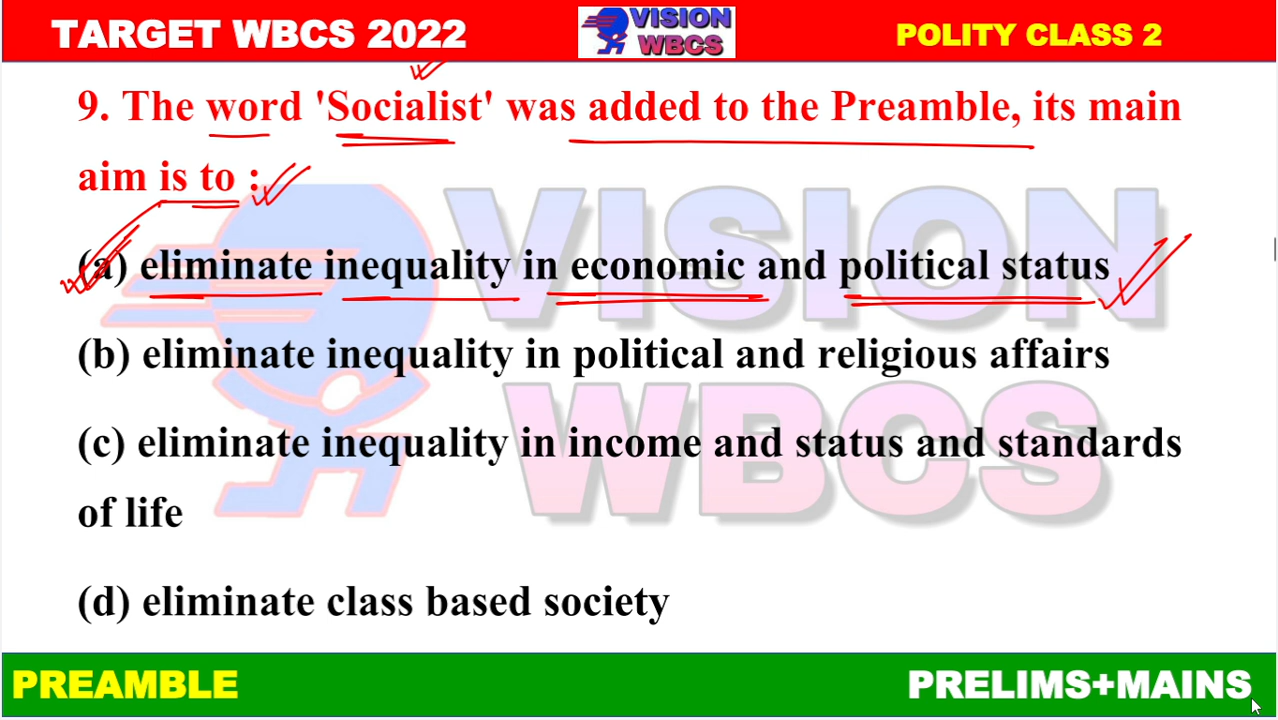 TARGET WBCS 2022
VISION
WBCS
POLITY CLASS 2
9. The word 'Socialist' was added to the Preamble, its main
aim is to :
(a) eliminate inequality in economic and political status
(b) eliminate inequality in political and religious affairs
(c) eliminate inequality in income and status and standards
of life
(d) eliminate class based society
VISION
WBCS
PREAMBLE
PRELIMS+MAINS